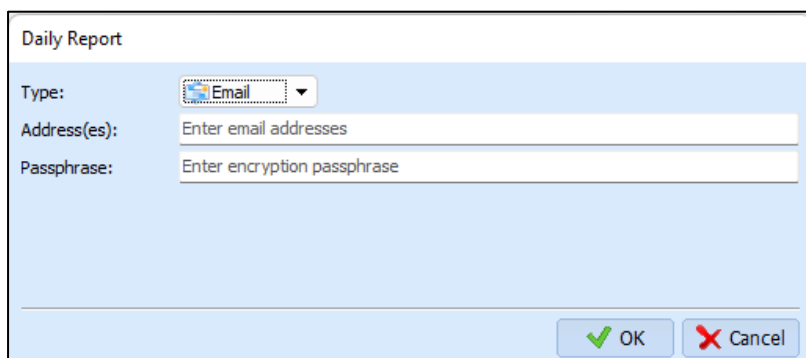 Daily Report
Type: Email
Address(es): Enter email addresses
Passphrase: Enter encryption passphrase
OK Cancel